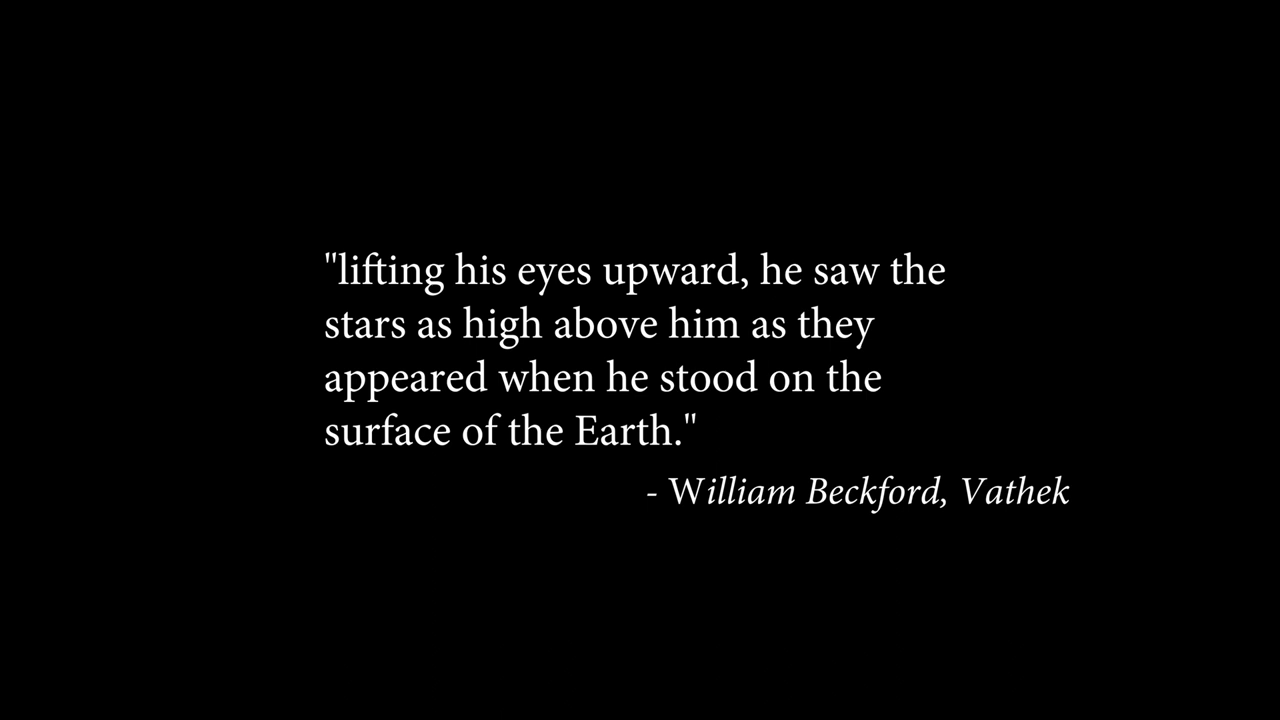 "lifting his eyes upward, he saw the
stars as high above him as they
appeared when he stood on the
surface of the Earth."
- William Beckford, Vathek